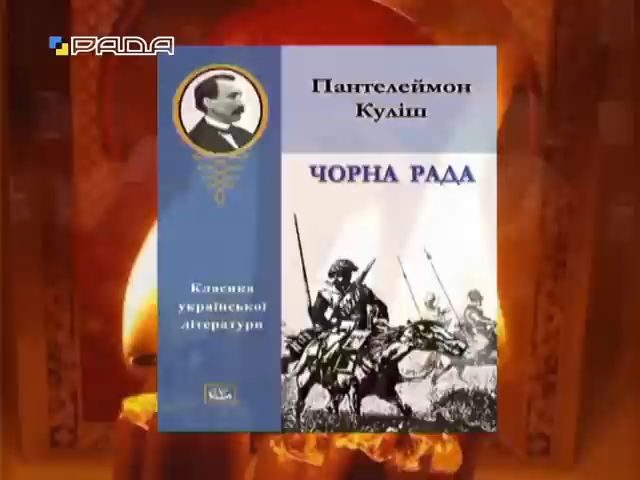 РАДА
Пантелеймон
Куліш
ЧОРНА РАДА
Класика
української
літератури